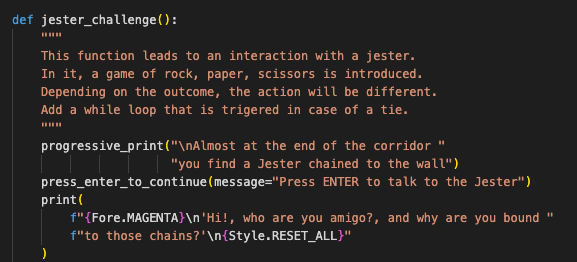 def jester_challenge():
"""
This function leads to an interaction with a jester.
In it, a game of rock, paper, scissors is introduced.
Depending on the outcome, the action will be different.
Add a while loop that is trigered in case of a tie.
"""
progressive_print("\nAlmost at the end of the corridor "
"you find a Jester chained to the wall")
press_enter_to_continue(message="Press ENTER to talk to the Jester")
print(
f"{Fore.MAGENTA}\n'Hi!, who are you amigo?, and why are you bound "
f"to those chains?'\n{Style.RESET_ALL}"
)